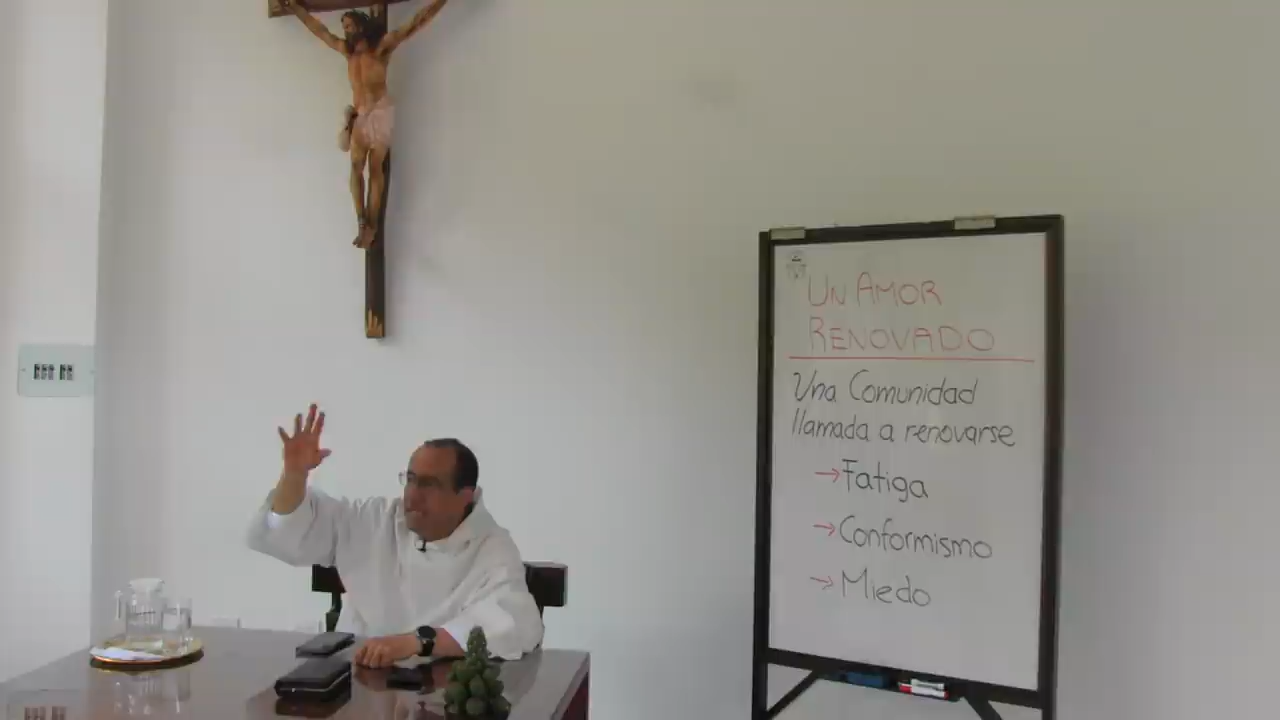 UN AMOR
RENOVADO
Una Comunidad
llamada a renovarse
→Fatiga
→Conformismo
→Miedo